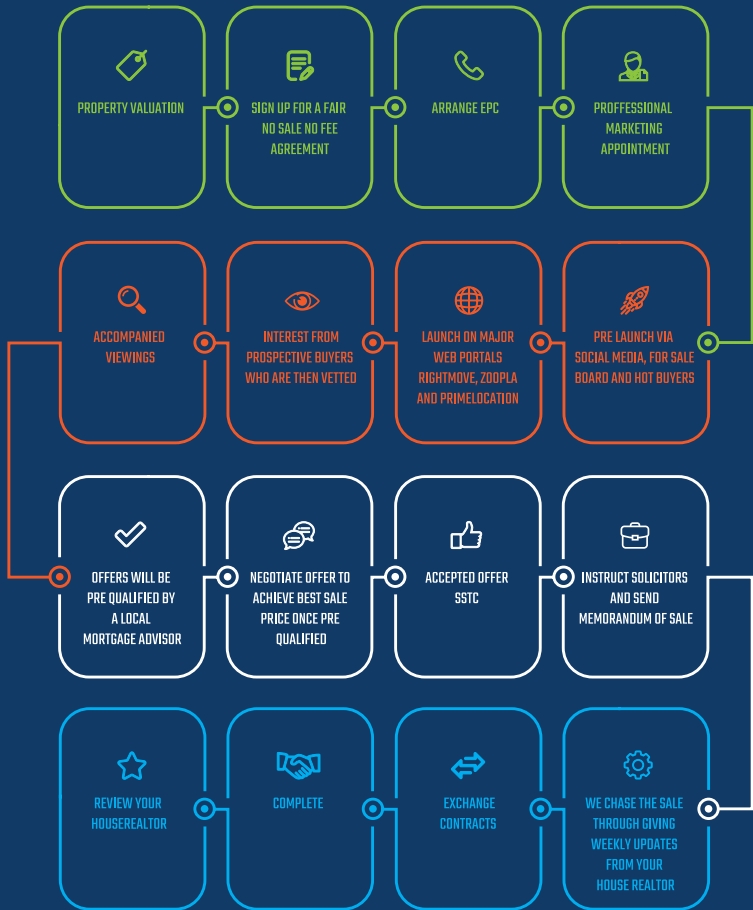 PROPERTY VALUATION
SIGN UP FOR A FAIR
NO SALE NO FEE
AGREEMENT
ARRANGE EPC
PROFFESSIONAL
MARKETING
APPOINTMENT
PRE LAUNCH VIA
SOCIAL MEDIA, FOR SALE
BOARD AND HOT BUYERS
LAUNCH ON MAJOR
WEB PORTALS
RIGHTMOVE, ZOOPLA
AND PRIMELOCATION
INTEREST FROM
PROSPECTIVE BUYERS
WHO ARE THEN VETTED
ACCOMPANIED
VIEWINGS
OFFERS WILL BE
PRE QUALIFIED BY
A LOCAL
MORTGAGE ADVISOR
NEGOTIATE OFFER TO
ACHIEVE BEST SALE
PRICE ONCE PRE
QUALIFIED
ACCEPTED OFFER
SSTC
INSTRUCT SOLICITORS
AND SEND
MEMORANDUM OF SALE
WE CHASE THE SALE
THROUGH GIVING
WEEKLY UPDATES
FROM YOUR
HOUSE REALTOR
EXCHANGE
CONTRACTS
COMPLETE
REVIEW YOUR
HOUSEREALTOR